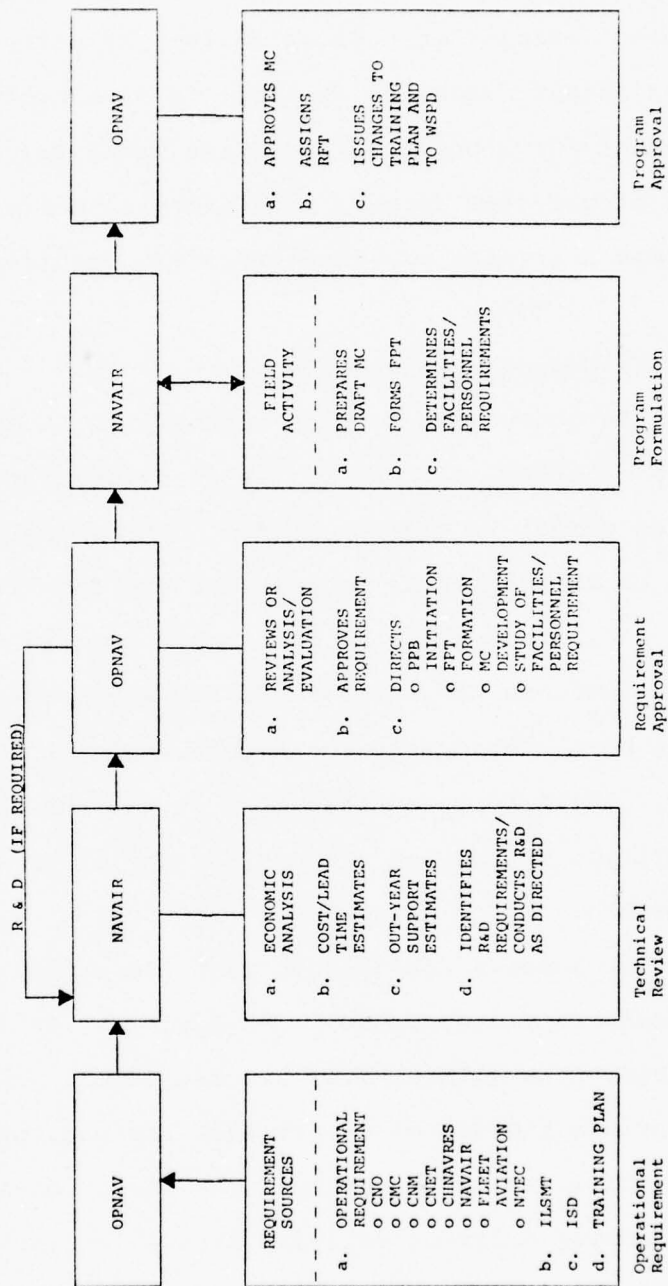 R & D (IF REQUIRED)
OPNAV
REQUIREMENT
SOURCES
a. OPERATIONAL
REQUIREMENT
o CNO
o CMC
o CNM
o CNET
o CHNAVRES
o NAVAIR
o FLEET
AVIATION
o NTEC
b. ILSMT
c. ISD
d. TRAINING PLAN
Operational
Requirement
NAVAIR
a. ECONOMIC
ANALYSIS
b. COST/LEAD
TIME
ESTIMATES
c. OUT-YEAR
SUPPORT
ESTIMATES
d. IDENTIFIES
R&D
REQUIREMENTS/
CONDUCTS R&D
AS DIRECTED
Technical
Review
OPNAV
a. REVIEWS OR
ANALYSIS/
EVALUATION
b. APPROVES
REQUIREMENT
c. DIRECTS
o PPB
INITIATION
o FPT
FORMATION
o MC
DEVELOPMENT
o STUDY OF
FACILITIES/
PERSONNEL
REQUIREMENT
Requirement
Approval
NAVAIR
FIELD
ACTIVITY
a. PREPARES
DRAFT MC
b. FORMS FPT
c. DETERMINES
FACILITIES/
PERSONNEL
REQUIREMENTS
Program
Formulation
OPNAV
a. APPROVES MC
b. ASSIGNS
RFT
c. ISSUES
CHANGES TO
TRAINING
PLAN AND
TO WSPD
Program
Approval